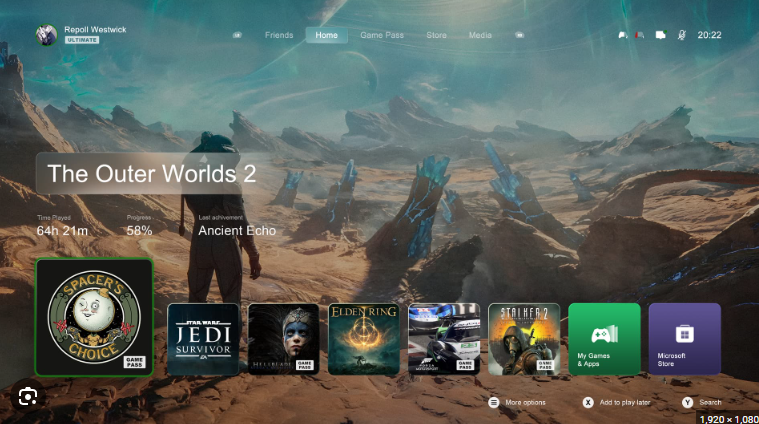 Repoll Westwick
ULTIMATE
Friends
Home
Game Pass
Store
Media
20:22
The Outer Worlds 2
Time Played
Progress
Last achivement
64h 21m
58%
Ancient Echo
SPACER'S
CHOICE
GAME
PASS
STAR WARS
JEDI
SURVIVOR
EA
HELLBLADE
GAME
PASS
ELDEN RING
GAME
PASS
S.T.A.L.K.E.R. 2
GAME
PASS
My Games
& Apps
Microsoft
Store
More options
X
Add to play later
Y
Search
1,920 × 1,080